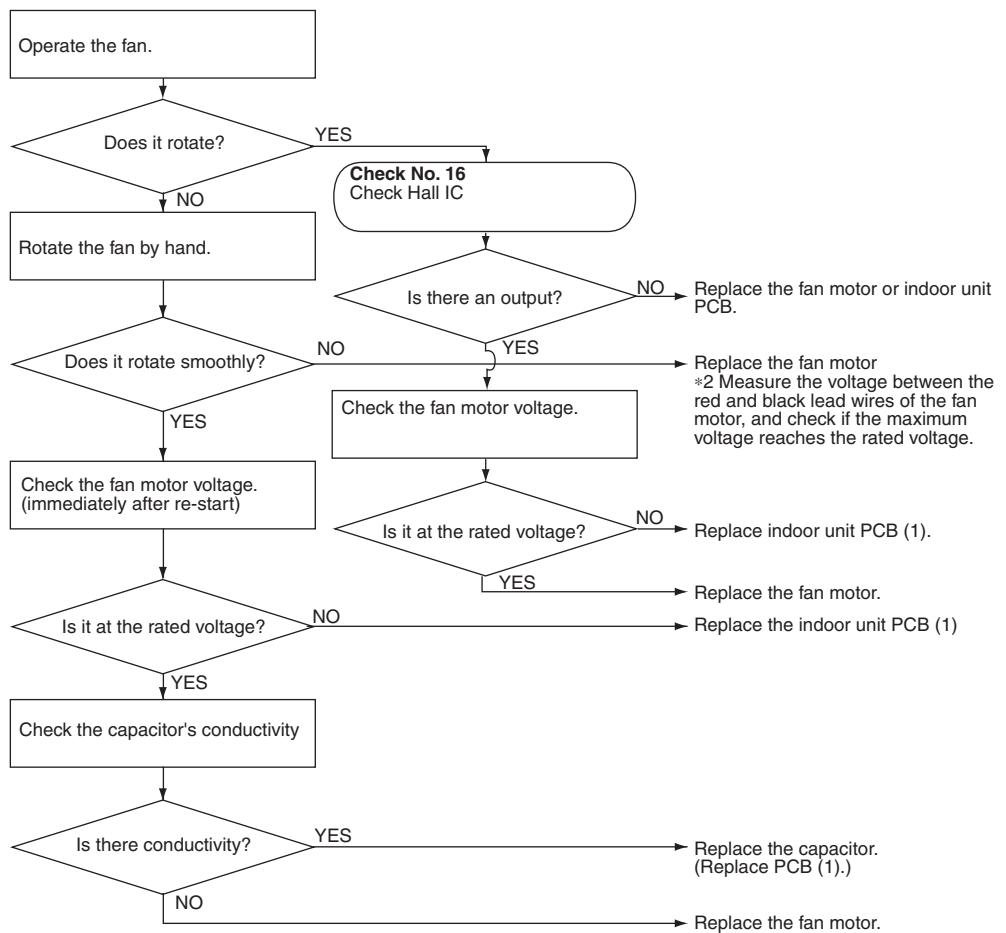 Operate the fan.
Does it rotate?
YES
NO
Check No. 16
Check Hall IC
Rotate the fan by hand.
Is there an output?
NO
Replace the fan motor or indoor unit
PCB.
YES
Does it rotate smoothly?
NO
Replace the fan motor
*2 Measure the voltage between the
red and black lead wires of the fan
motor, and check if the maximum
voltage reaches the rated voltage.
YES
Check the fan motor voltage.
Check the fan motor voltage.
(immediately after re-start)
Is it at the rated voltage?
NO
Replace indoor unit PCB (1).
YES
Replace the fan motor.
Is it at the rated voltage?
NO
Replace the indoor unit PCB (1)
YES
Check the capacitor's conductivity
Is there conductivity?
YES
Replace the capacitor.
(Replace PCB (1).)
NO
Replace the fan motor.